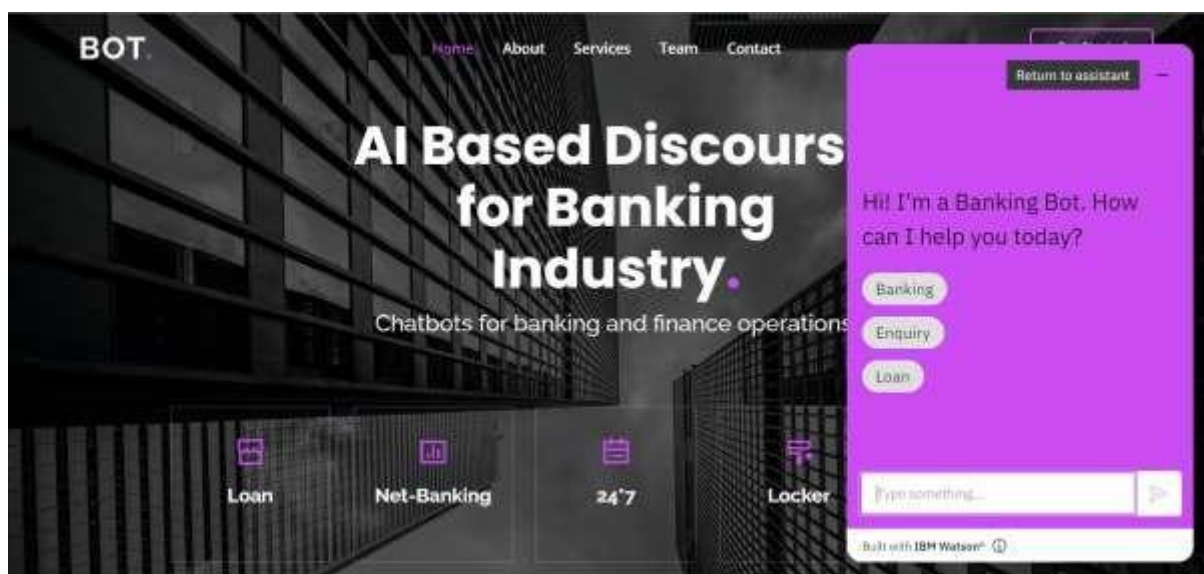 BOT.
Home About Services Team Contact
Return to assistant
AI Based Discours
for Banking
Industry.
Chatbots for banking and finance operations
Hi! I'm a Banking Bot. How
can I help you today?
Banking
Enquiry
Loan
Loan Net-Banking 24*7 Locker
Type something...
Built with IBM Watson®